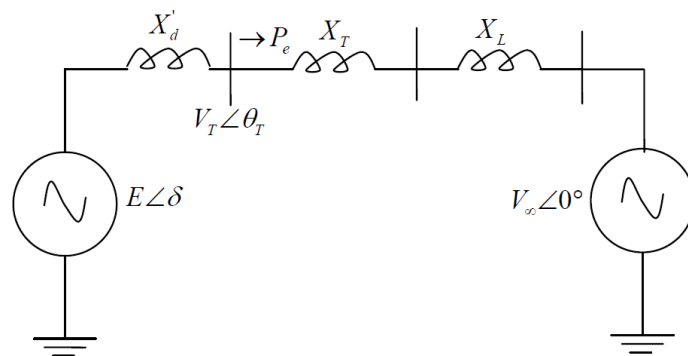 X'_d
→ P_e
X_T
X_L
V_T∠θ_T
E∠δ
V_∞∠0°